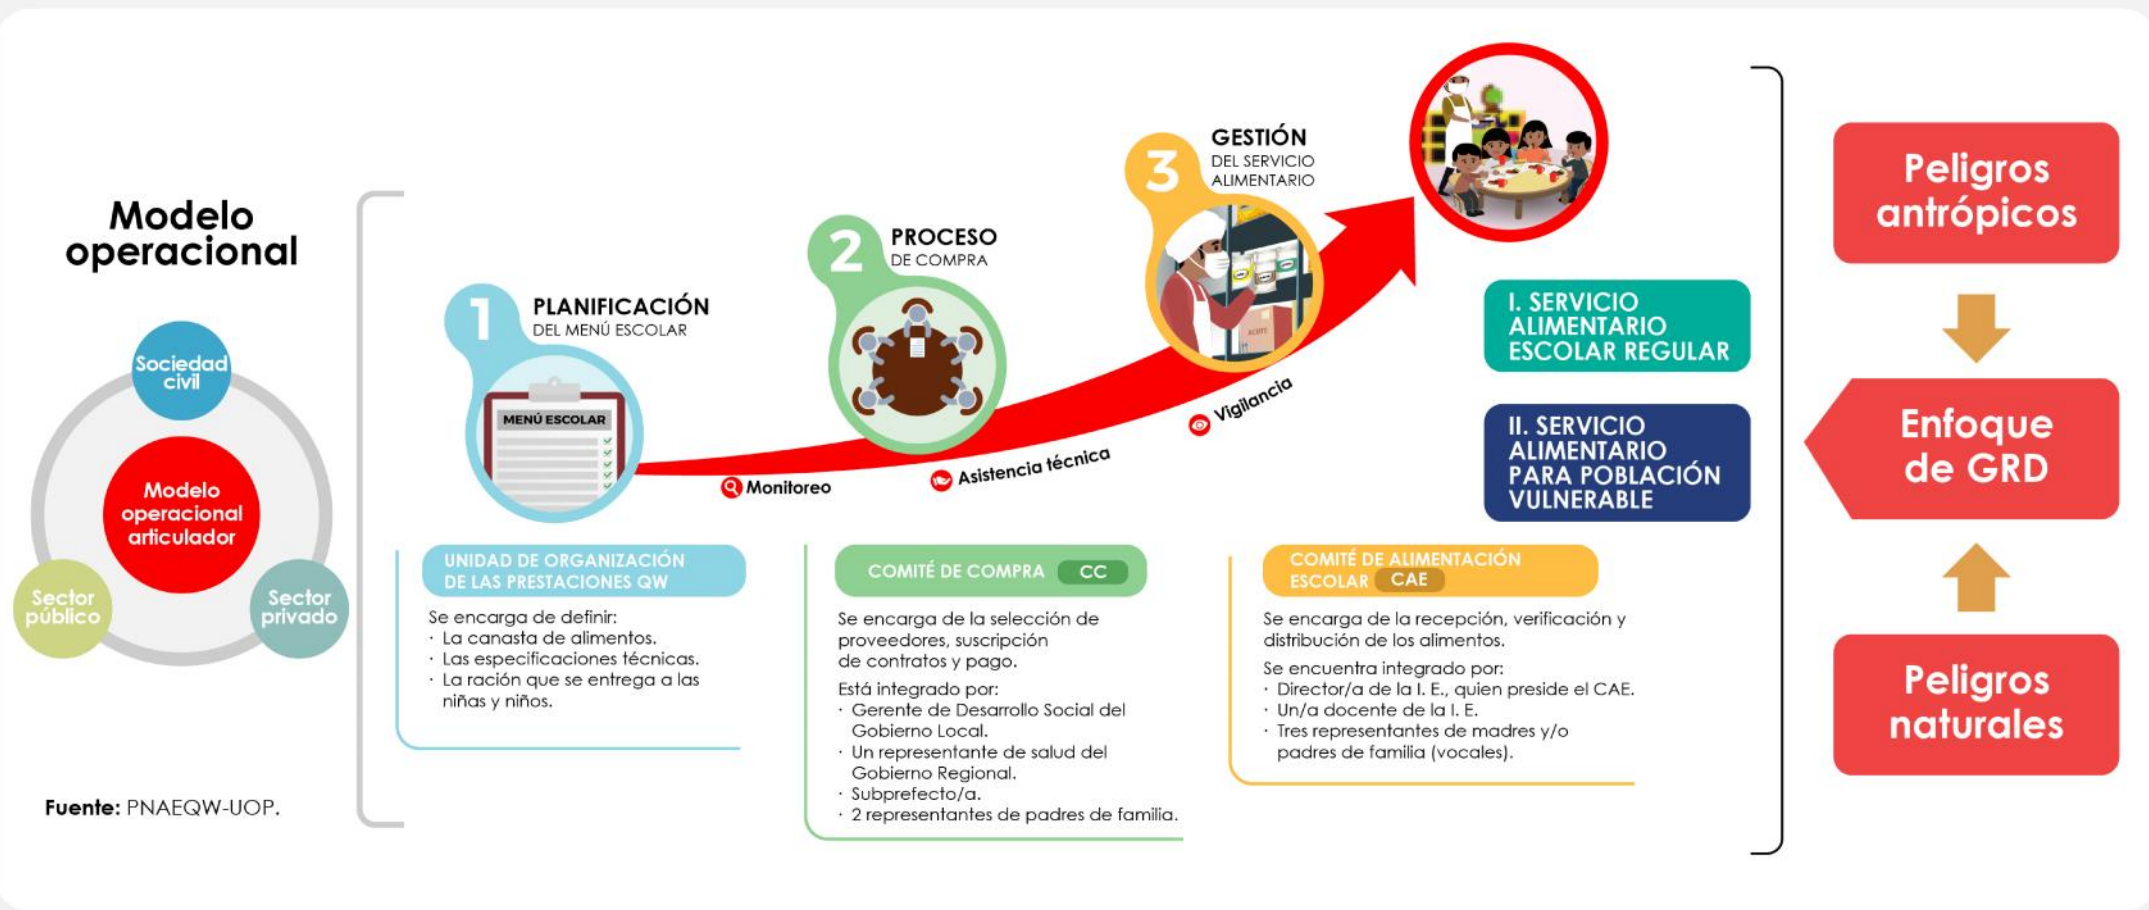 Modelo
operacional
Sociedad
civil
Modelo
operacional
articulador
Sector
público
Sector
privado
Fuente: PNAEQW-UOP.
1
PLANIFICACIÓN
DEL MENÚ ESCOLAR
MENÚ ESCOLAR
2
PROCESO
DE COMPRA
3
GESTIÓN
DEL SERVICIO
ALIMENTARIO
ACEITE
Monitoreo
Asistencia técnica
Vigilancia
UNIDAD DE ORGANIZACIÓN
DE LAS PRESTACIONES QW
Se encarga de definir:
· La canasta de alimentos.
· Las especificaciones técnicas.
· La ración que se entrega a las
niñas y niños.
COMITÉ DE COMPRA CC
Se encarga de la selección de
proveedores, suscripción
de contratos y pago.
Está integrado por:
· Gerente de Desarrollo Social del
Gobierno Local.
· Un representante de salud del
Gobierno Regional.
· Subprefecto/a.
· 2 representantes de padres de familia.
COMITÉ DE ALIMENTACIÓN
ESCOLAR CAE
Se encarga de la recepción, verificación y
distribución de los alimentos.
Se encuentra integrado por:
· Director/a de la I. E., quien preside el CAE.
· Un/a docente de la I. E.
· Tres representantes de madres y/o
padres de familia (vocales).
I. SERVICIO
ALIMENTARIO
ESCOLAR REGULAR
II. SERVICIO
ALIMENTARIO
PARA POBLACIÓN
VULNERABLE
Peligros
antrópicos
Enfoque
de GRD
Peligros
naturales